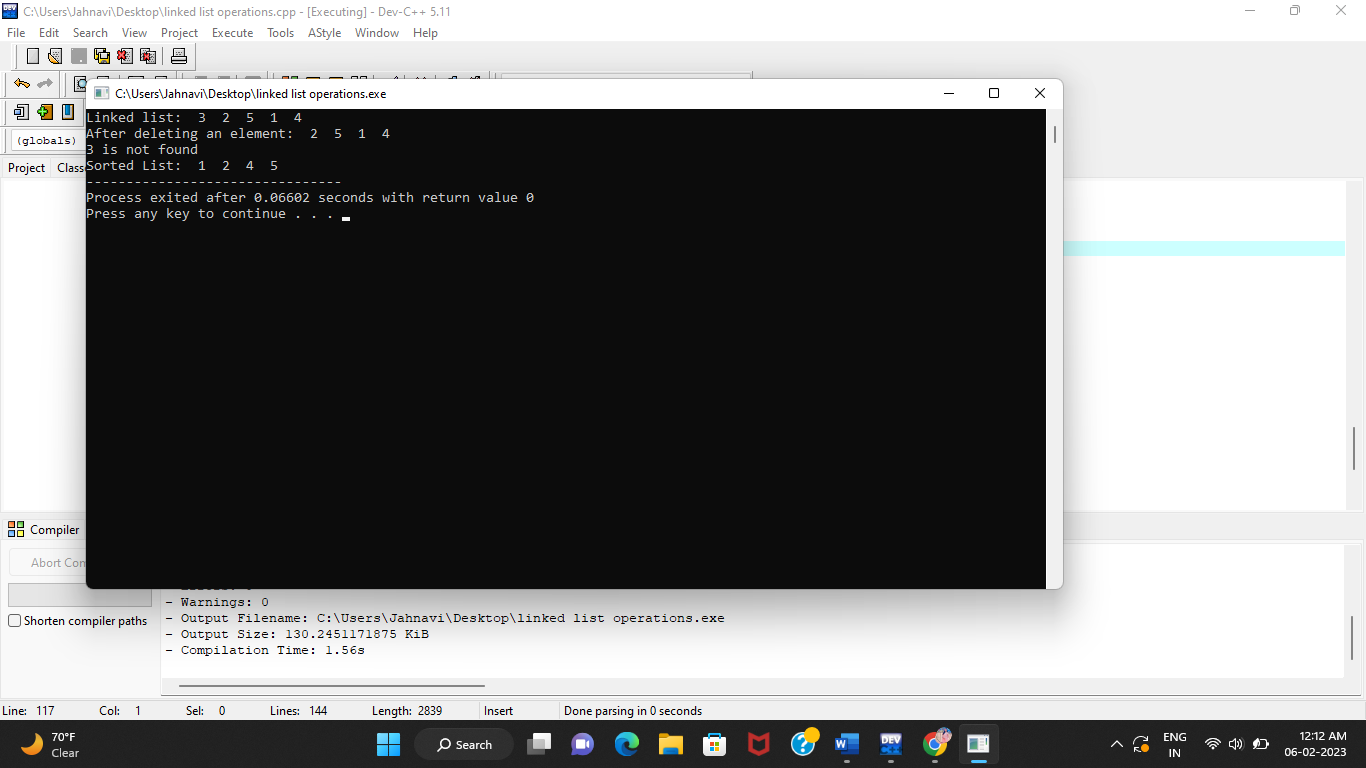 C:\Users\Jahnavi\Desktop\linked list operations.cpp - [Executing] - Dev-C++ 5.11
File Edit Search View Project Execute Tools AStyle Window Help
C:\Users\Jahnavi\Desktop\linked list operations.exe
(globals)
Project Class
Linked list: 3 2 5 1 4
After deleting an element: 2 5 1 4
3 is not found
Sorted List: 1 2 4 5
--------------------------------
Process exited after 0.06602 seconds with return value 0
Press any key to continue . . .
Compiler
Abort Com
Shorten compiler paths
- Warnings: 0
- Output Filename: C:\Users\Jahnavi\Desktop\linked list operations.exe
- Output Size: 130.2451171875 KiB
- Compilation Time: 1.56s
Line: 117 Col: 1 Sel: 0 Lines: 144 Length: 2839 Insert Done parsing in 0 seconds
70°F
Clear
Search
DEV
ENG
IN
12:12 AM
06-02-2023